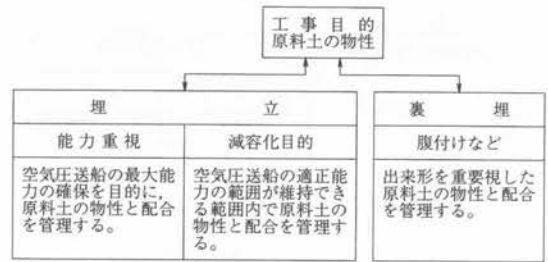 工事目的
原料土の物性
埋立
裏埋
能力重視
減容化目的
腹付けなど
空気圧送船の最大能
力の確保を目的に，
原料土の物性と配合
を管理する。
空気圧送船の適正能
力の範囲が維持でき
る範囲内で原料土の
物性と配合を管理す
る。
出来形を重要視した
原料土の物性と配合
を管理する。